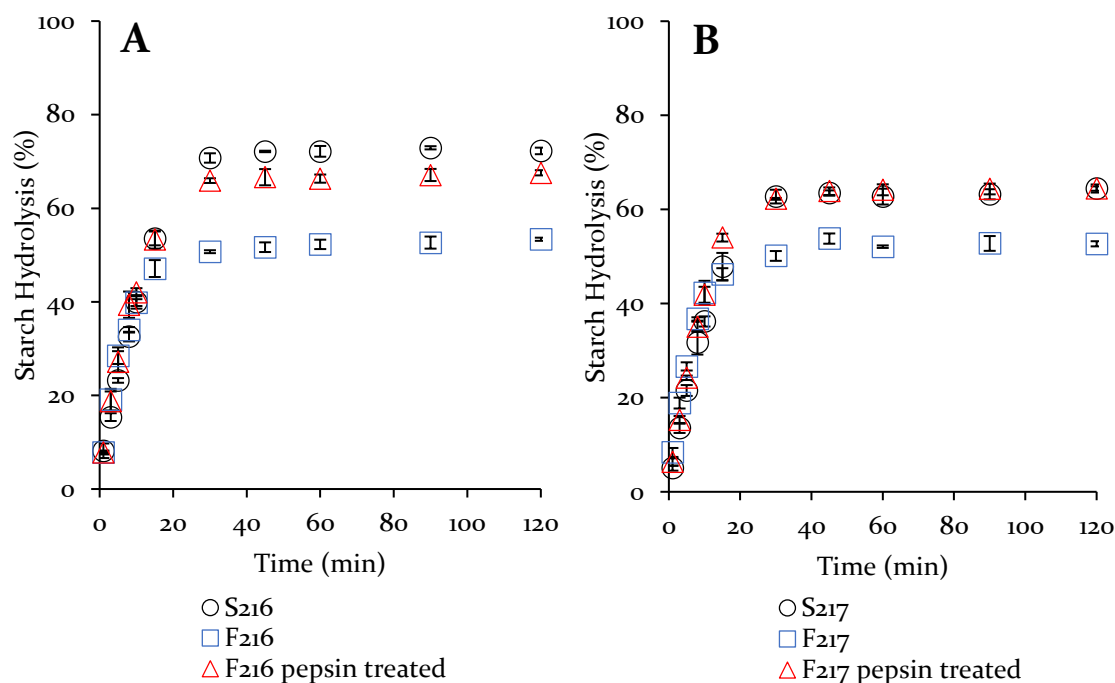 A
B
Starch Hydrolysis (%)
100
80
60
40
20
0
0 20 40 60 80 100 120
Time (min)
S216
F216
F216 pepsin treated
Starch Hydrolysis (%)
100
80
60
40
20
0
0 20 40 60 80 100 120
Time (min)
S217
F217
F217 pepsin treated